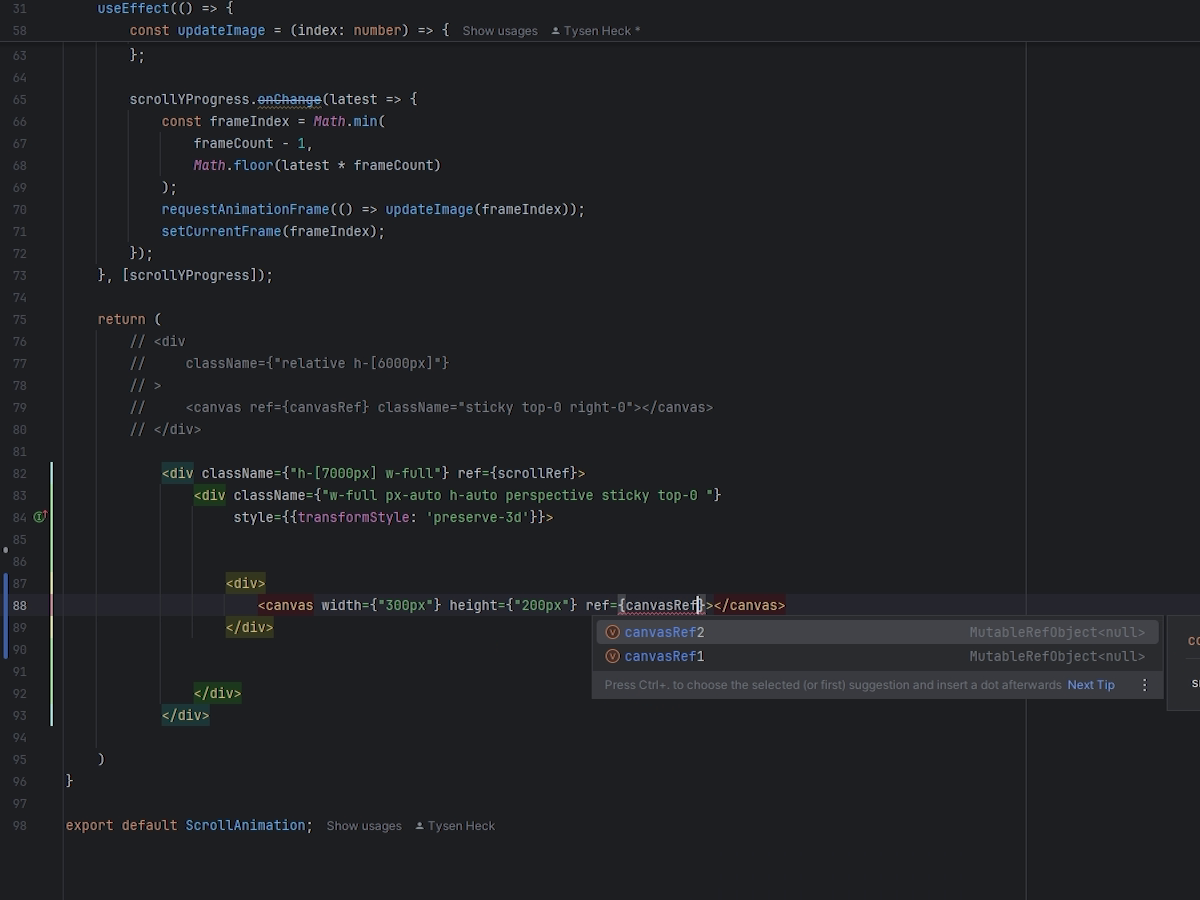 31 useEffect(() => {
58 const updateImage = (index: number) => { Show usages Tysen Heck *
63 };
64
65 scrollYProgress.onChange(latest => {
66 const frameIndex = Math.min(
67 frameCount - 1,
68 Math.floor(latest * frameCount)
69 );
70 requestAnimationFrame(() => updateImage(frameIndex));
71 setCurrentFrame(frameIndex);
72 });
73 }, [scrollYProgress]);
74
75 return (
76 // <div
77 // className={"relative h-[6000px]"}
78 // >
79 // <canvas ref={canvasRef} className="sticky top-0 right-0"></canvas>
80 // </div>
81
82 <div className={"h-[7000px] w-full"} ref={scrollRef}>
83 <div className={"w-full px-auto h-auto perspective sticky top-0 "}
84 style={{transformStyle: 'preserve-3d'}}>
85
86
87 <div>
88 <canvas width={"300px"} height={"200px"} ref={canvasRef}></canvas>
89 </div>
canvasRef2 MutableRefObject<null>
90
canvasRef1 MutableRefObject<null>
91
Press Ctrl+. to choose the selected (or first) suggestion and insert a dot afterwards Next Tip
92 </div>
93 </div>
94
95 )
96 }
97
98 export default ScrollAnimation; Show usages Tysen Heck